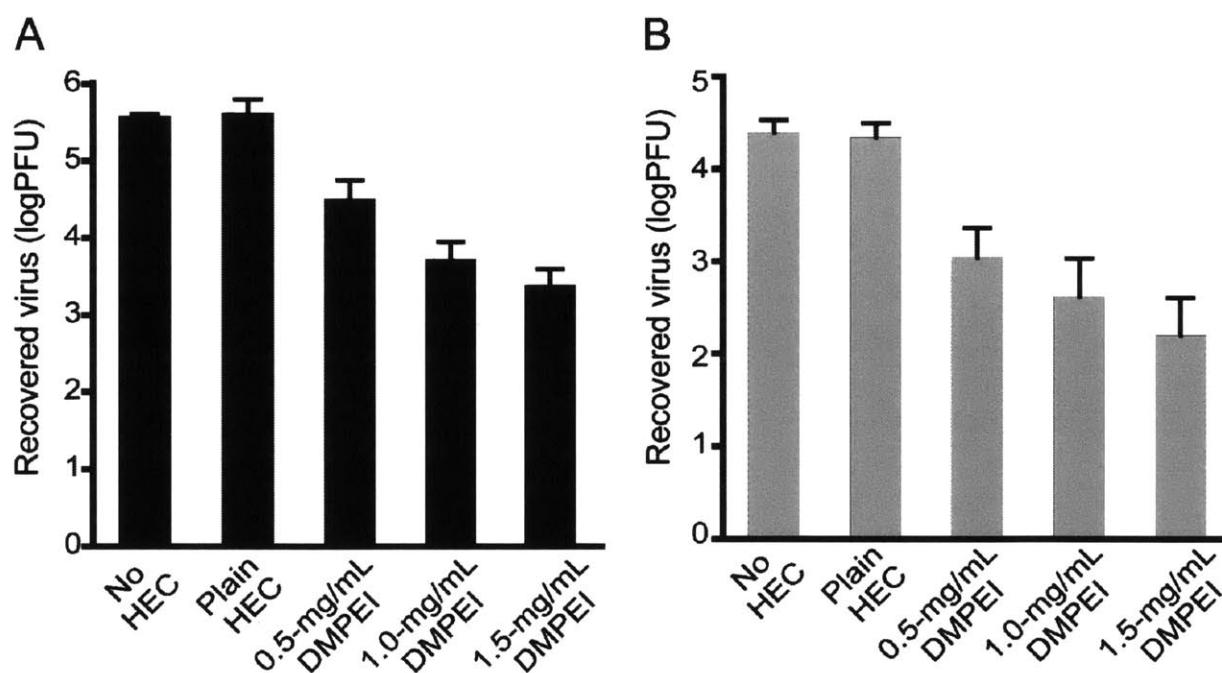 A
Recovered virus (logPFU)
6
5
4
3
2
1
0
No
HEC
Plain
HEC
0.5-mg/mL
DMPEI
1.0-mg/mL
DMPEI
1.5-mg/mL
DMPEI
B
Recovered virus (logPFU)
5
4
3
2
1
0
No
HEC
Plain
HEC
0.5-mg/mL
DMPEI
1.0-mg/mL
DMPEI
1.5-mg/mL
DMPEI